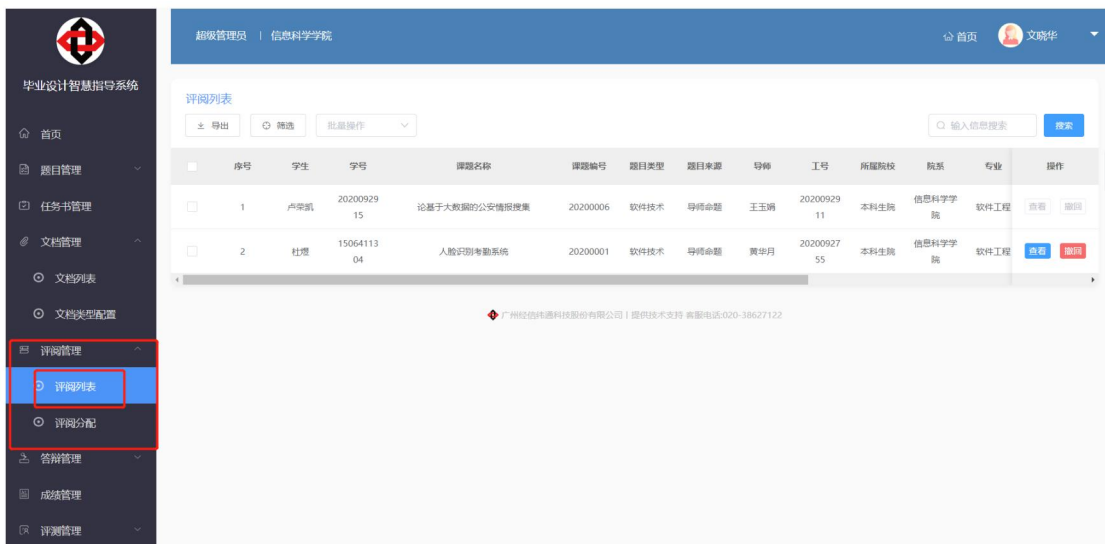 超级管理员 | 信息科学学院
首页
文晓华
毕业设计智慧指导系统
首页
题目管理
任务书管理
文档管理
文档列表
文档类型配置
评阅管理
评阅列表
评阅分配
答辩管理
成绩管理
评测管理
评阅列表
导出 筛选 批量操作
输入信息搜索 搜索
序号 学生 学号 课题名称 课题编号 题目类型 题目来源 导师 工号 所属院校 院系 专业 操作
1 卢荣凯 2020092915 论基于大数据的公安情报搜集 20200006 软件技术 导师命题 王玉娟 2020092911 本科生院 信息科学学院 软件工程 查看 撤回
2 杜煜 1506411304 人脸识别考勤系统 20200001 软件技术 导师命题 黄华月 2020092755 本科生院 信息科学学院 软件工程 查看 撤回
广州经信纬通科技股份有限公司 | 提供技术支持 客服电话:020-38627122